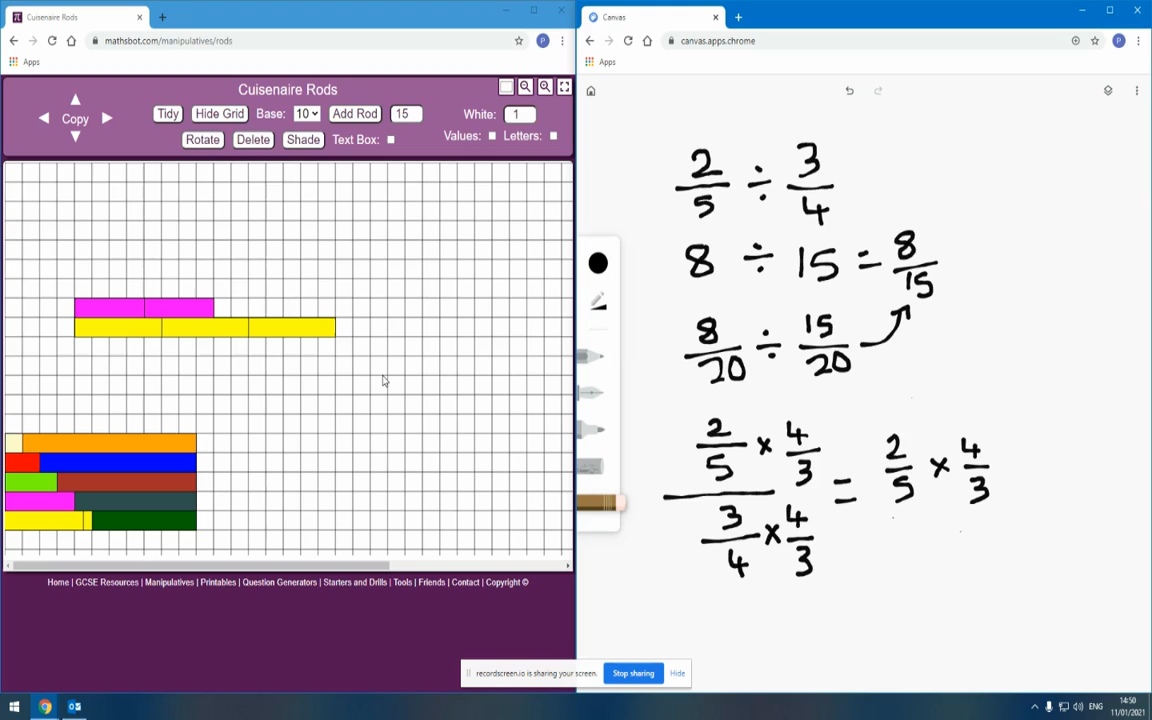 Cuisenaire Rods
mathsbot.com/manipulatives/rods
P
Apps
Cuisenaire Rods
Copy
Tidy Hide Grid Base: 10 Add Rod 15 White: 1
Rotate Delete Shade Text Box: Values: Letters:
Home | GCSE Resources | Manipulatives | Printables | Question Generators | Starters and Drills | Tools | Friends | Contact | Copyright ©
Canvas
canvas.apps.chrome
P
Apps
2/5 ÷ 3/4
8 ÷ 15 = 8/15
8/20 ÷ 15/20
2/5 × 4/3 = 2/5 × 4/3
3/4 × 4/3
recordscreen.io is sharing your screen. Stop sharing Hide
ENG
14:50
11/01/2021